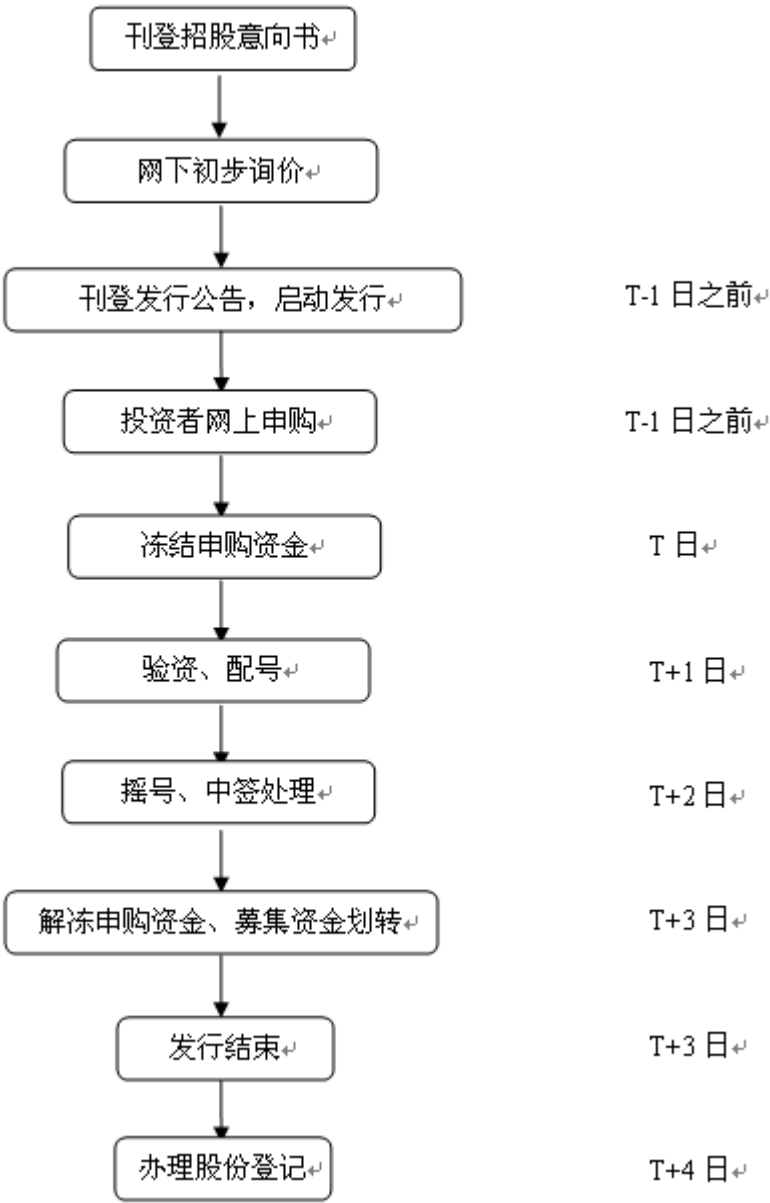 刊登招股意向书
网下初步询价
刊登发行公告，启动发行 T-1 日之前
投资者网上申购 T-1 日之前
冻结申购资金 T 日
验资、配号 T+1 日
摇号、中签处理 T+2 日
解冻申购资金、募集资金划转 T+3 日
发行结束 T+3 日
办理股份登记 T+4 日